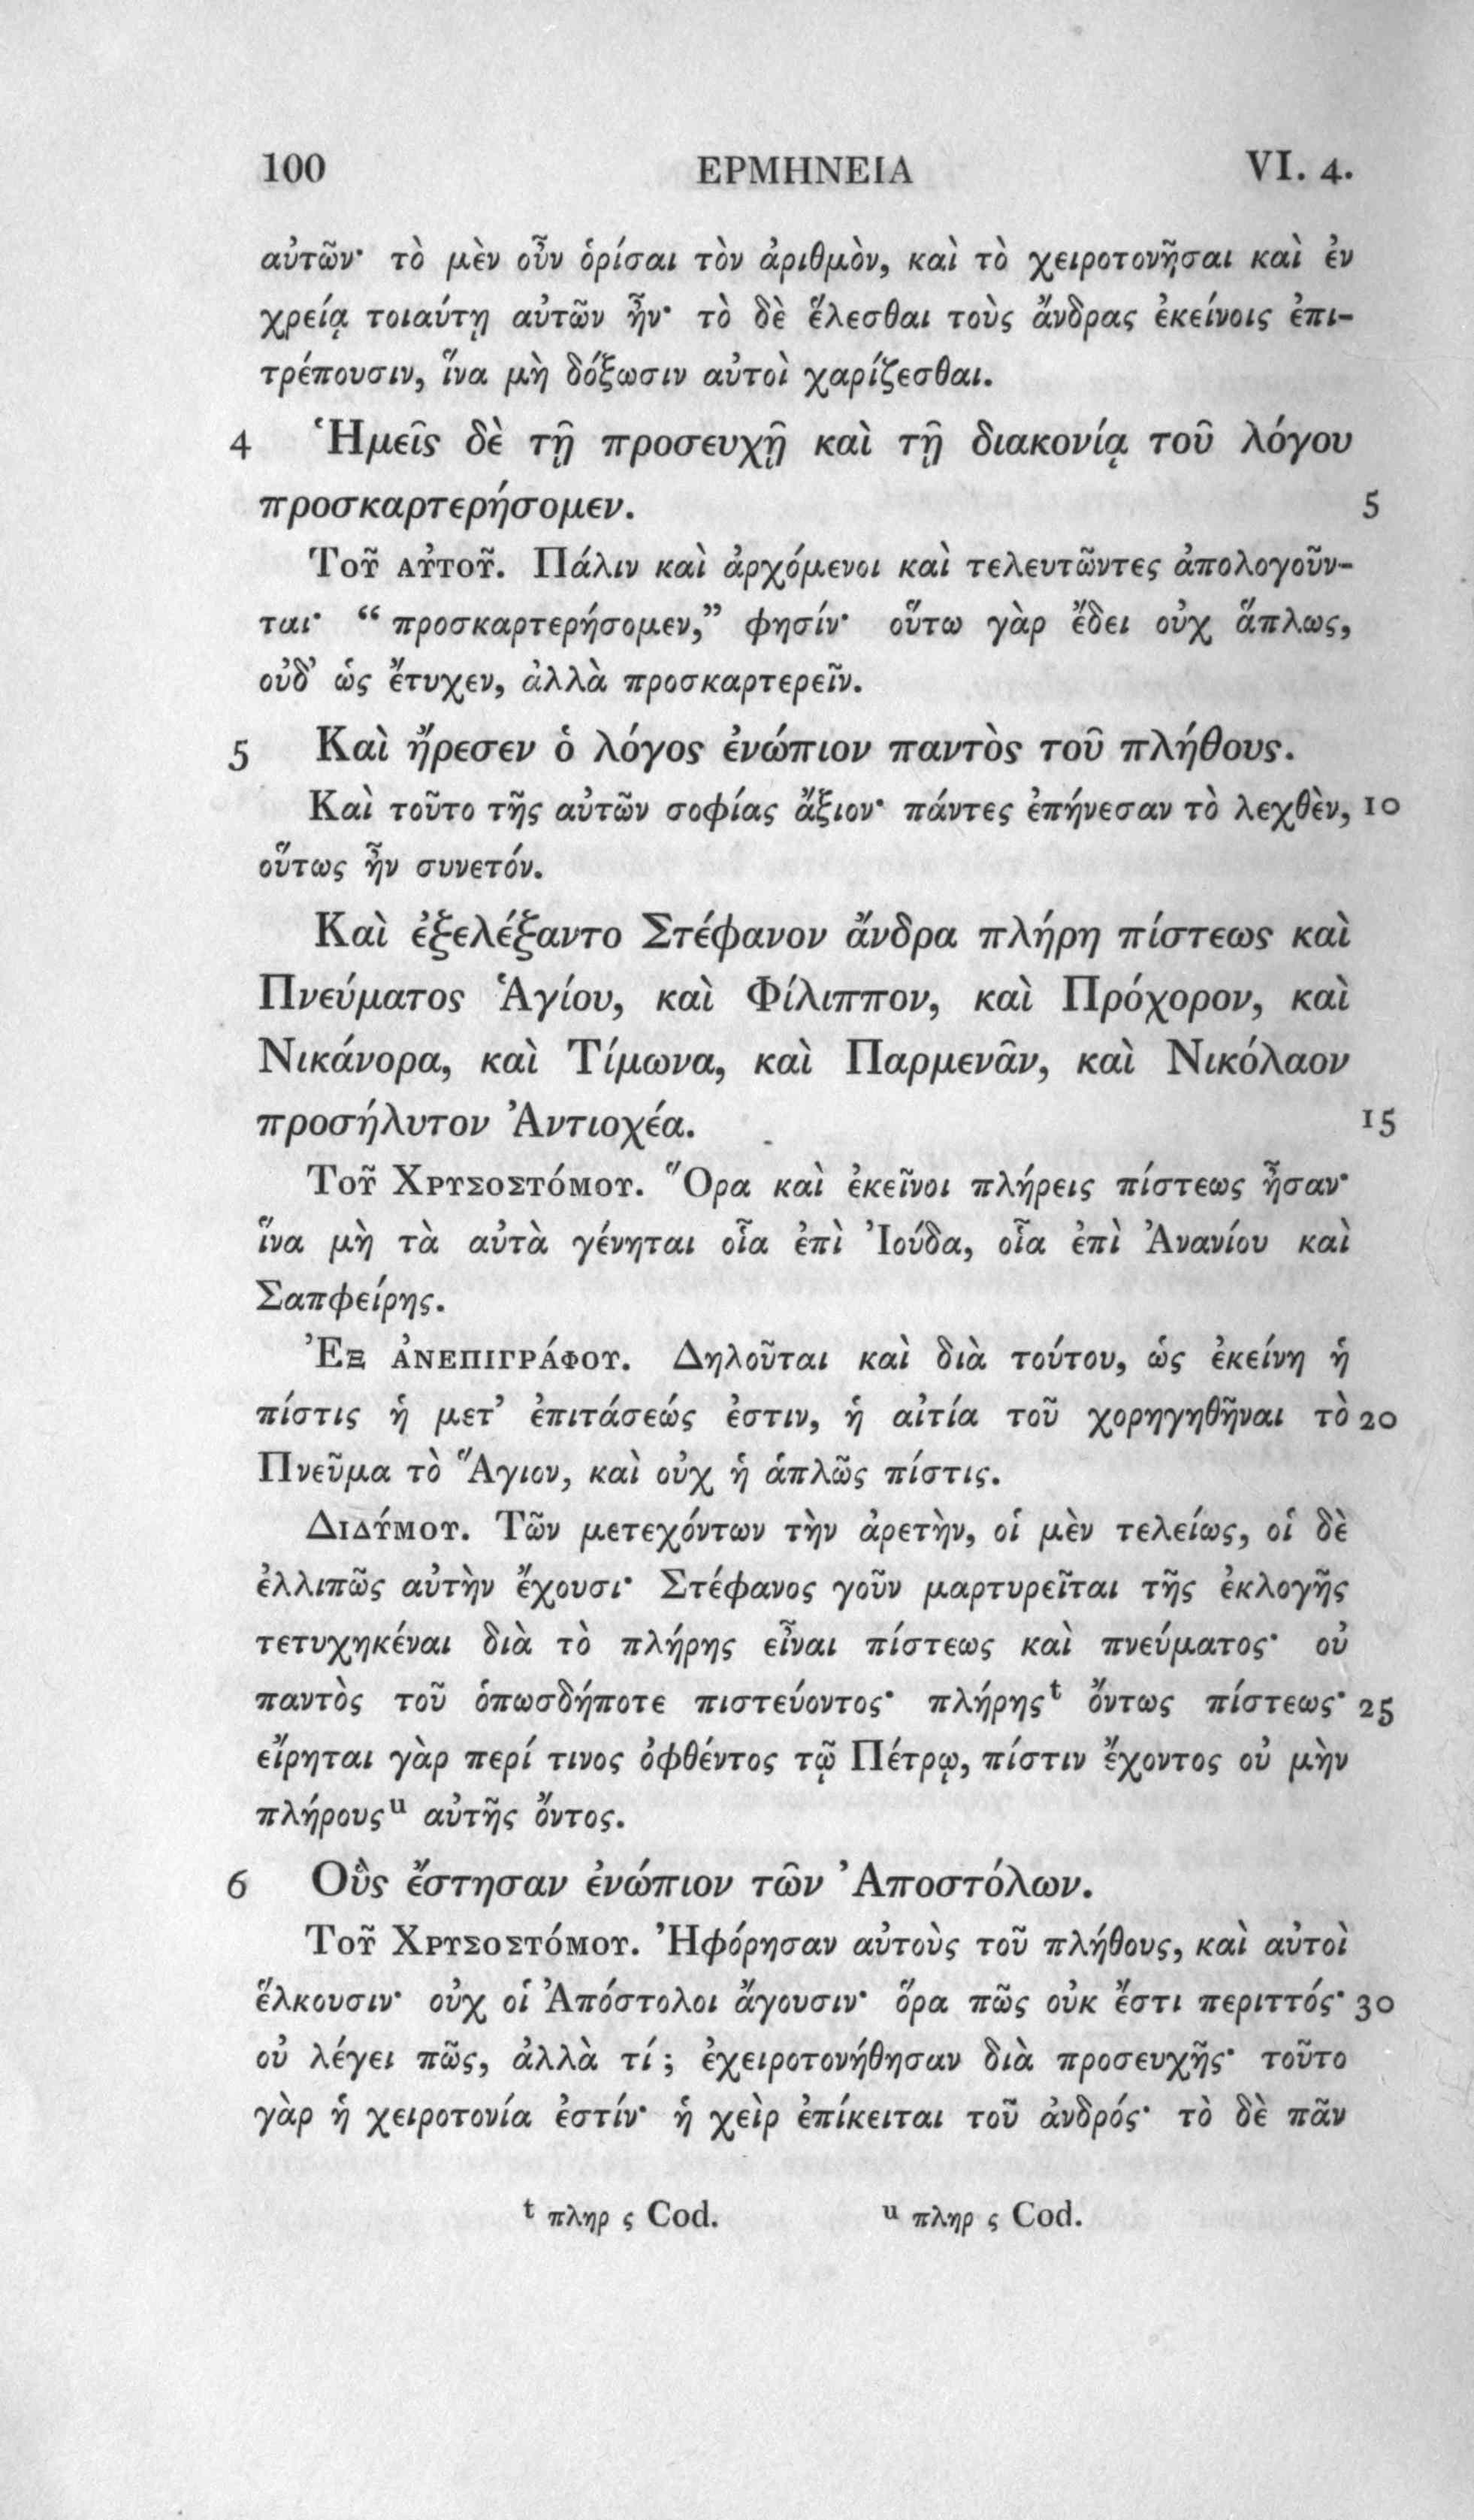 100 ΕΡΜΗΝΕΙΑ VI. 4.
αὐτῶν· τὸ μὲν οὖν ὁρίσαι τὸν ἀριθμὸν, καὶ τὸ χειροτονῆσαι καὶ ἐν
χρείᾳ τοιαύτῃ αὐτῶν ἦν· τὸ δὲ ἕλεσθαι τοὺς ἄνδρας ἐκείνοις ἐπι-
τρέπουσιν, ἵνα μὴ δόξωσιν αὐτοὶ χαρίζεσθαι.
4 Ἡμεῖς δὲ τῇ προσευχῇ καὶ τῇ διακονίᾳ τοῦ λόγου
προσκαρτερήσομεν. 5
Τοῦ αὐτοῦ. Πάλιν καὶ ἀρχόμενοι καὶ τελευτῶντες ἀπολογοῦν-
ται· “ προσκαρτερήσομεν,” φησίν· οὕτω γὰρ ἔδει οὐχ ἅπλως,
οὐδ’ ὡς ἔτυχεν, ἀλλὰ προσκαρτερεῖν.
5 Καὶ ἤρεσεν ὁ λόγος ἐνώπιον παντὸς τοῦ πλήθους.
Καὶ τοῦτο τῆς αὐτῶν σοφίας ἄξιον· πάντες ἐπήνεσαν τὸ λεχθὲν, 10
οὕτως ἦν συνετόν.
Καὶ ἐξελέξαντο Στέφανον ἄνδρα πλήρη πίστεως καὶ
Πνεύματος Ἁγίου, καὶ Φίλιππον, καὶ Πρόχορον, καὶ
Νικάνορα, καὶ Τίμωνα, καὶ Παρμενᾶν, καὶ Νικόλαον
προσήλυτον Ἀντιοχέα. 15
Τοῦ Χρυσοστόμου. Ὅρα καὶ ἐκεῖνοι πλήρεις πίστεως ἦσαν·
ἵνα μὴ τὰ αὐτὰ γένηται οἷα ἐπὶ Ἰούδα, οἷα ἐπὶ Ἀνανίου καὶ
Σαπφείρης.
Ἐξ ἀνεπιγράφου. Δηλοῦται καὶ διὰ τούτου, ὡς ἐκείνη ἡ
πίστις ἡ μετ’ ἐπιτάσεώς ἐστιν, ἡ αἰτία τοῦ χορηγηθῆναι τὸ 20
Πνεῦμα τὸ Ἅγιον, καὶ οὐχ ἡ ἁπλῶς πίστις.
Διδύμου. Τῶν μετεχόντων τὴν ἀρετὴν, οἱ μὲν τελείως, οἱ δὲ
ἐλλιπῶς αὐτὴν ἔχουσι· Στέφανος γοῦν μαρτυρεῖται τῆς ἐκλογῆς
τετυχηκέναι διὰ τὸ πλήρης εἶναι πίστεως καὶ πνεύματος· οὐ
παντὸς τοῦ ὁπωσδήποτε πιστεύοντος· πλήρης t ὄντως πίστεως· 25
εἴρηται γὰρ περί τινος ὀφθέντος τῷ Πέτρῳ, πίστιν ἔχοντος οὐ μὴν
πλήρους u αὐτῆς ὄντος.
6 Οὓς ἔστησαν ἐνώπιον τῶν Ἀποστόλων.
Τοῦ Χρυσοστόμου. Ἠφόρησαν αὐτοὺς τοῦ πλήθους, καὶ αὐτοὶ
ἕλκουσιν· οὐχ οἱ Ἀπόστολοι ἄγουσιν· ὅρα πῶς οὐκ ἔστι περιττός· 30
οὐ λέγει πῶς, ἀλλὰ τί ; ἐχειροτονήθησαν διὰ προσευχῆς· τοῦτο
γὰρ ἡ χειροτονία ἐστίν· ἡ χεὶρ ἐπίκειται τοῦ ἀνδρός· τὸ δὲ πᾶν
t πληρ ς Cod. u πληρ ς Cod.